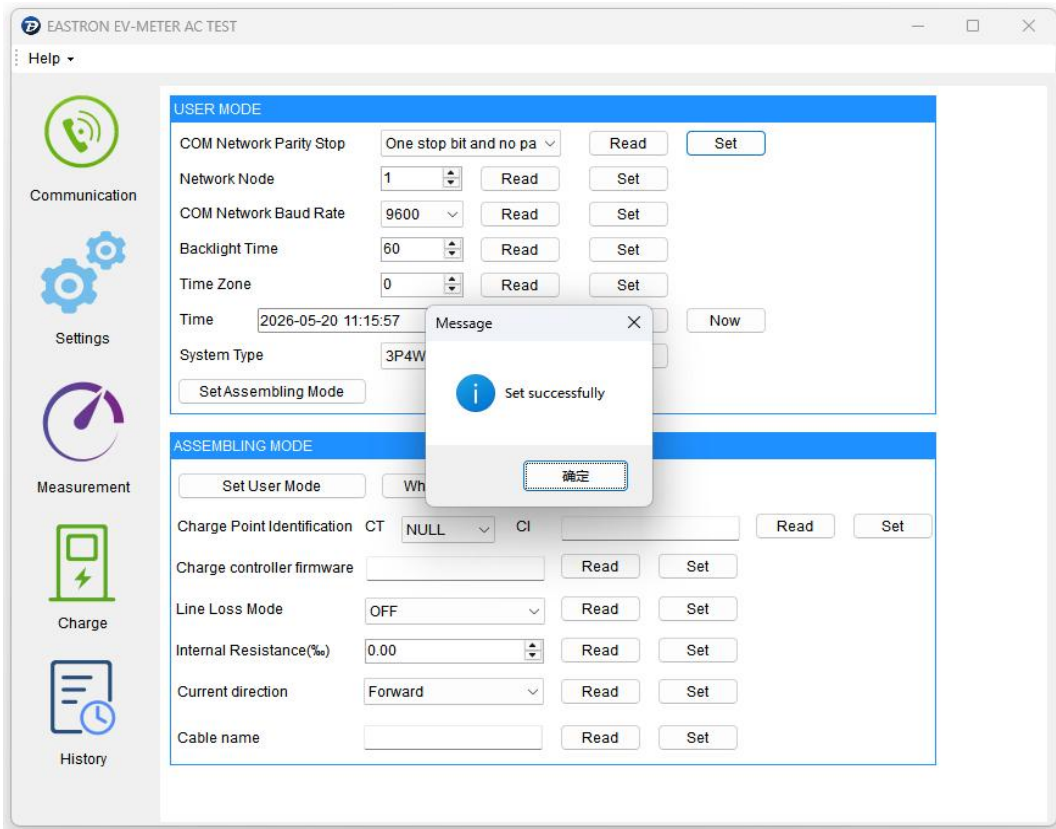 EASTRON EV-METER AC TEST
Help
Communication
Settings
Measurement
Charge
History
USER MODE
COM Network Parity Stop One stop bit and no pa Read Set
Network Node 1 Read Set
COM Network Baud Rate 9600 Read Set
Backlight Time 60 Read Set
Time Zone 0 Read Set
Time 2026-05-20 11:15:57 Now
System Type 3P4W
Set Assembling Mode
Message
Set successfully
确定
ASSEMBLING MODE
Set User Mode Wh
Charge Point Identification CT NULL CI Read Set
Charge controller firmware Read Set
Line Loss Mode OFF Read Set
Internal Resistance(‰) 0.00 Read Set
Current direction Forward Read Set
Cable name Read Set